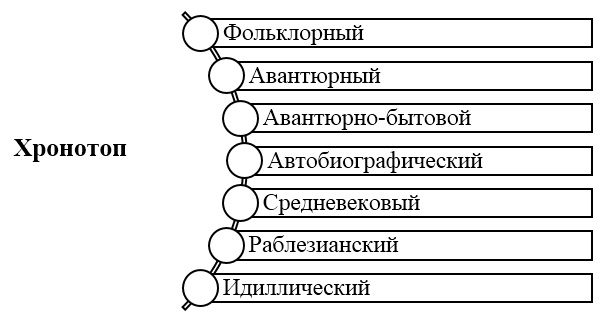 Хронотоп
Фольклорный
Авантюрный
Авантюрно-бытовой
Автобиографический
Средневековый
Раблезианский
Идиллический